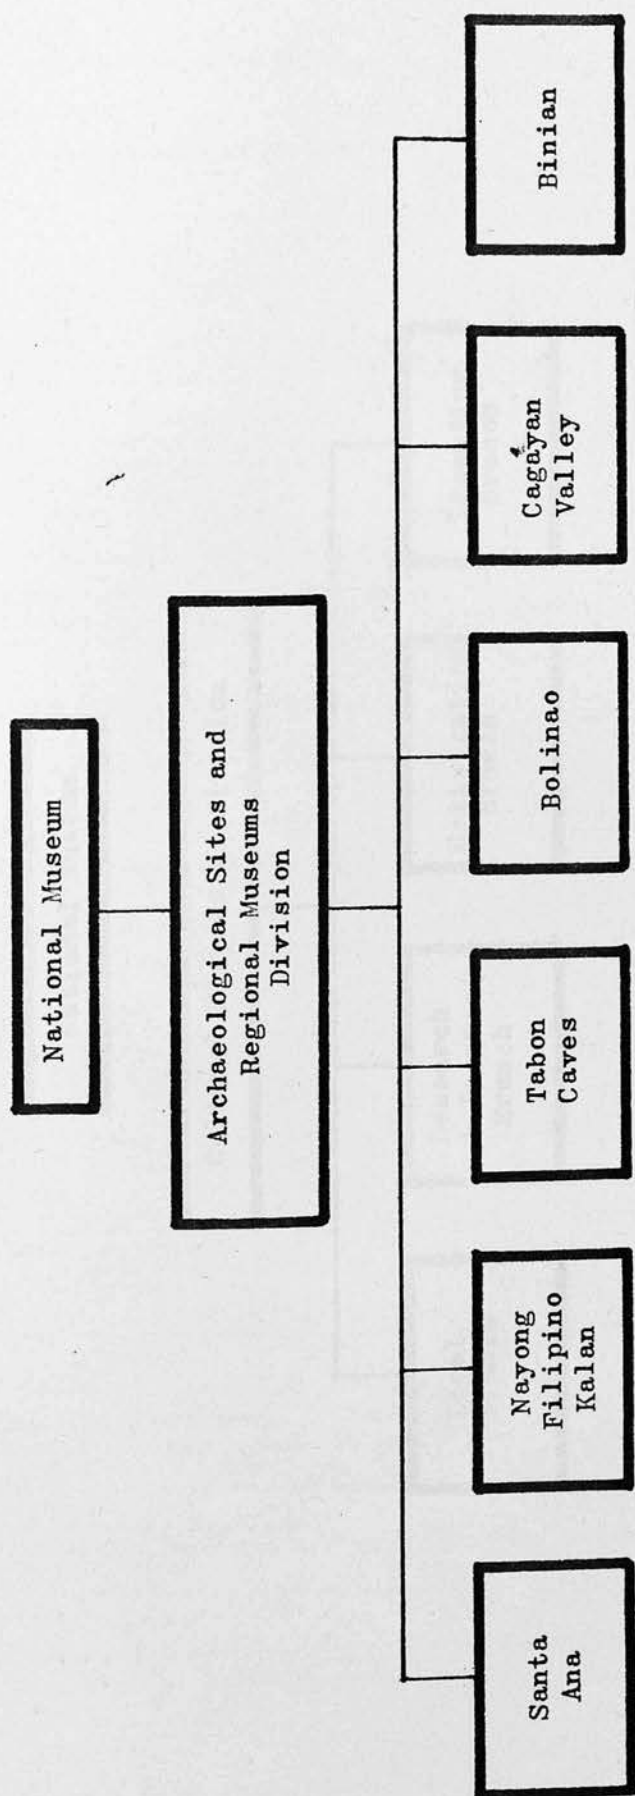 National Museum
Archaeological Sites and
Regional Museums
Division
Santa
Ana
Nayong
Filipino
Kalan
Tabon
Caves
Bolinao
Cagayan
Valley
Binian